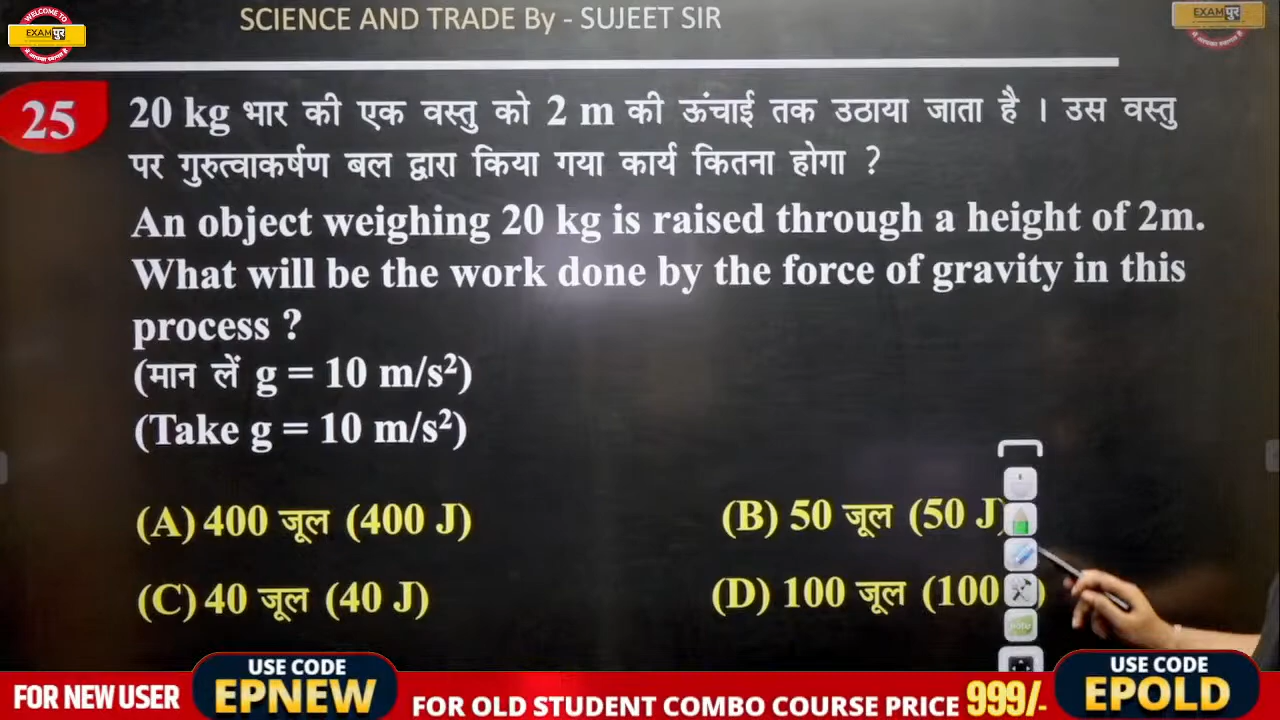 WELCOME TO
EXAM पुर
SCIENCE AND TRADE By - SUJEET SIR
EXAM पुर
25
20 kg भार की एक वस्तु को 2 m की ऊंचाई तक उठाया जाता है । उस वस्तु
पर गुरुत्वाकर्षण बल द्वारा किया गया कार्य कितना होगा ?
An object weighing 20 kg is raised through a height of 2m.
What will be the work done by the force of gravity in this
process ?
(मान लें g = 10 m/s²)
(Take g = 10 m/s²)
(A) 400 जूल (400 J)
(B) 50 जूल (50 J)
(C) 40 जूल (40 J)
(D) 100 जूल (100
FOR NEW USER
USE CODE
EPNEW
FOR OLD STUDENT COMBO COURSE PRICE 999/-
USE CODE
EPOLD